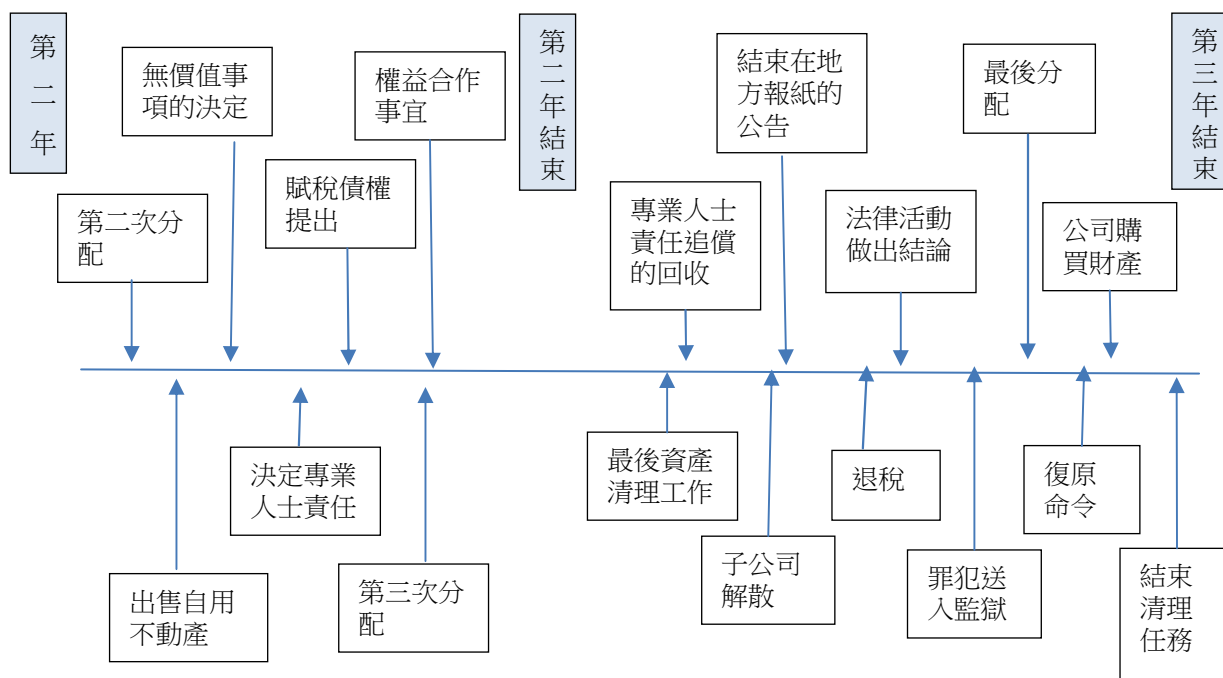 第二年
無價值事
項的決定
權益合作
事宜
第二年結束
結束在地
方報紙的
公告
最後分
配
第三年結束
第二次分
配
賦稅債權
提出
專業人士
責任追償
的回收
法律活動
做出結論
公司購
買財產
決定專業
人士責任
最後資產
清理工作
退稅
復原
命令
出售自用
不動產
第三次分
配
子公司
解散
罪犯送
入監獄
結束
清理
任務